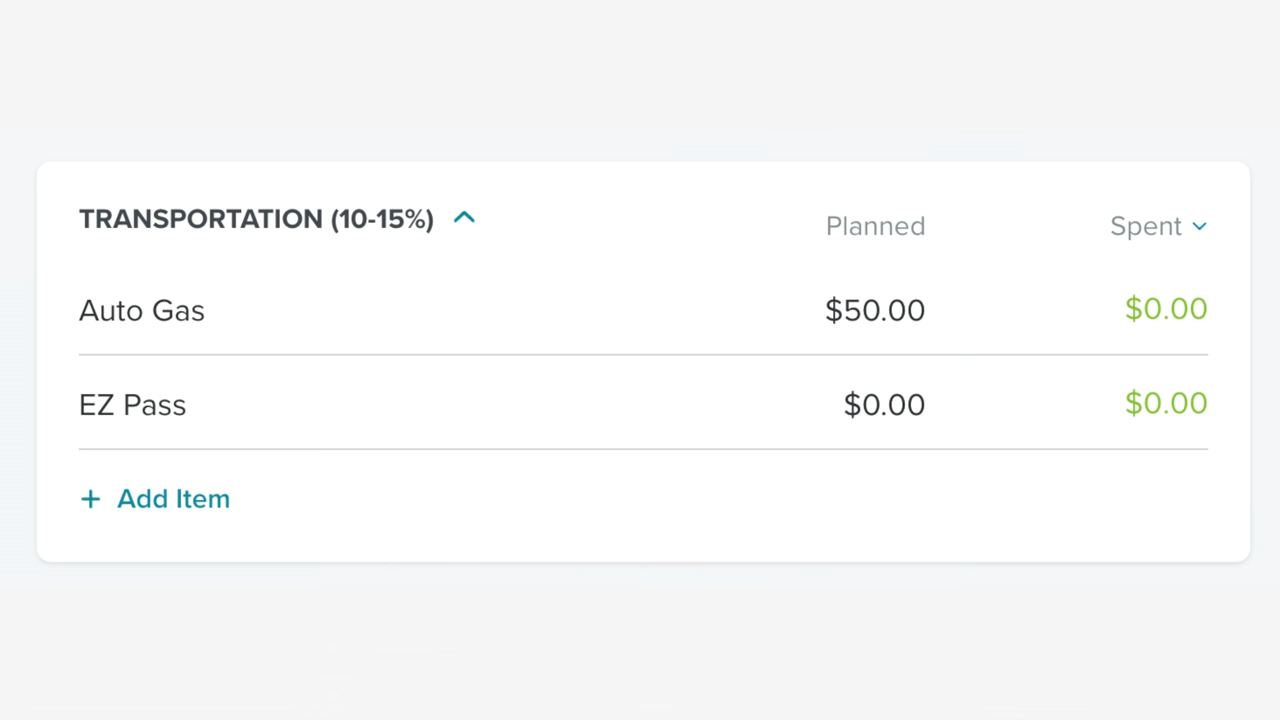 TRANSPORTATION (10-15%) Planned Spent
Auto Gas $50.00 $0.00
EZ Pass $0.00 $0.00
+ Add Item